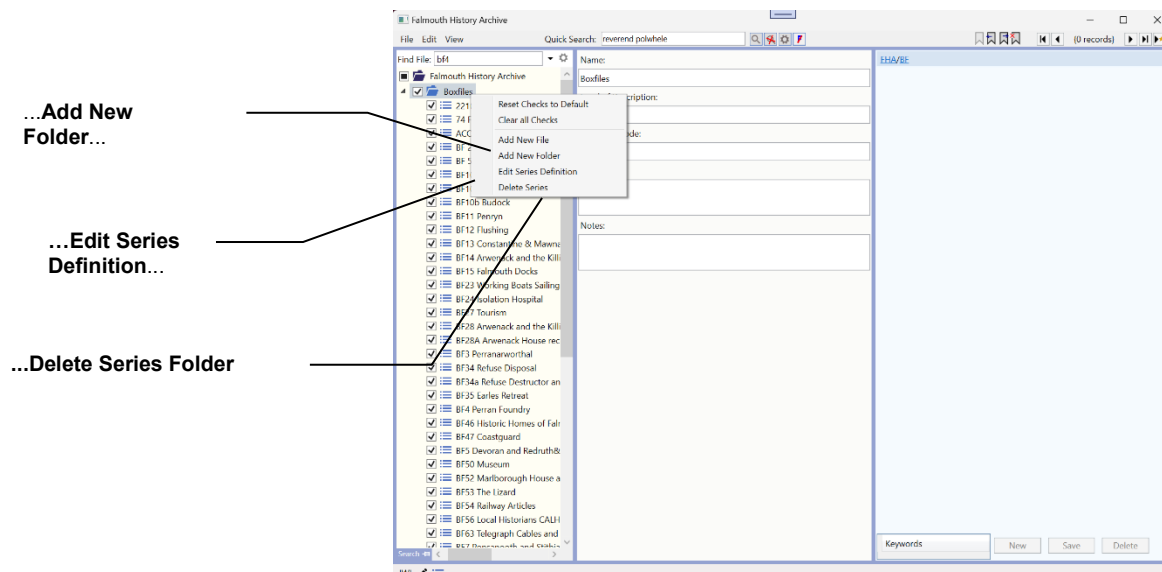 Falmouth History Archive
File Edit View
Quick Search: reverend polwhele
(0 records)
Find File: bf4
Falmouth History Archive
Boxfiles
74
ACC
BF
BF
BF10b Budock
BF11 Penryn
BF12 Flushing
BF13 Constantine & Mawna
BF14 Arwenack and the Killi
BF15 Falmouth Docks
BF23 Working Boats Sailing
BF24 Isolation Hospital
BF27 Tourism
BF28 Arwenack and the Killi
BF28A Arwenack House rec
BF3 Perranarworthal
BF34 Refuse Disposal
BF34a Refuse Destructor an
BF35 Earles Retreat
BF4 Perran Foundry
BF46 Historic Homes of Fal
BF47 Coastguard
BF5 Devoran and Redruth&
BF50 Museum
BF52 Marlborough House a
BF53 The Lizard
BF54 Railway Articles
BF56 Local Historians CALH
BF63 Telegraph Cables and
Search
Reset Checks to Default
Clear all Checks
Add New File
Add New Folder
Edit Series Definition
Delete Series
Name:
Boxfiles
Notes:
FHA/BF
Keywords
New Save Delete
...Add New
Folder...
...Edit Series
Definition...
...Delete Series Folder